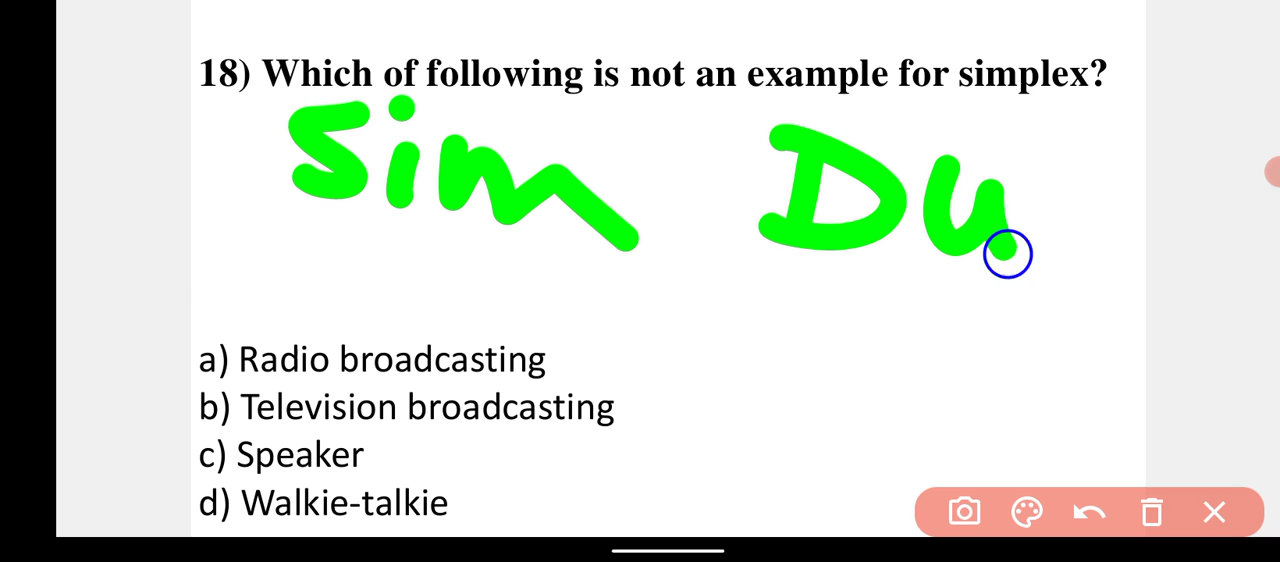 18) Which of following is not an example for simplex?
Sim Du
a) Radio broadcasting
b) Television broadcasting
c) Speaker
d) Walkie-talkie